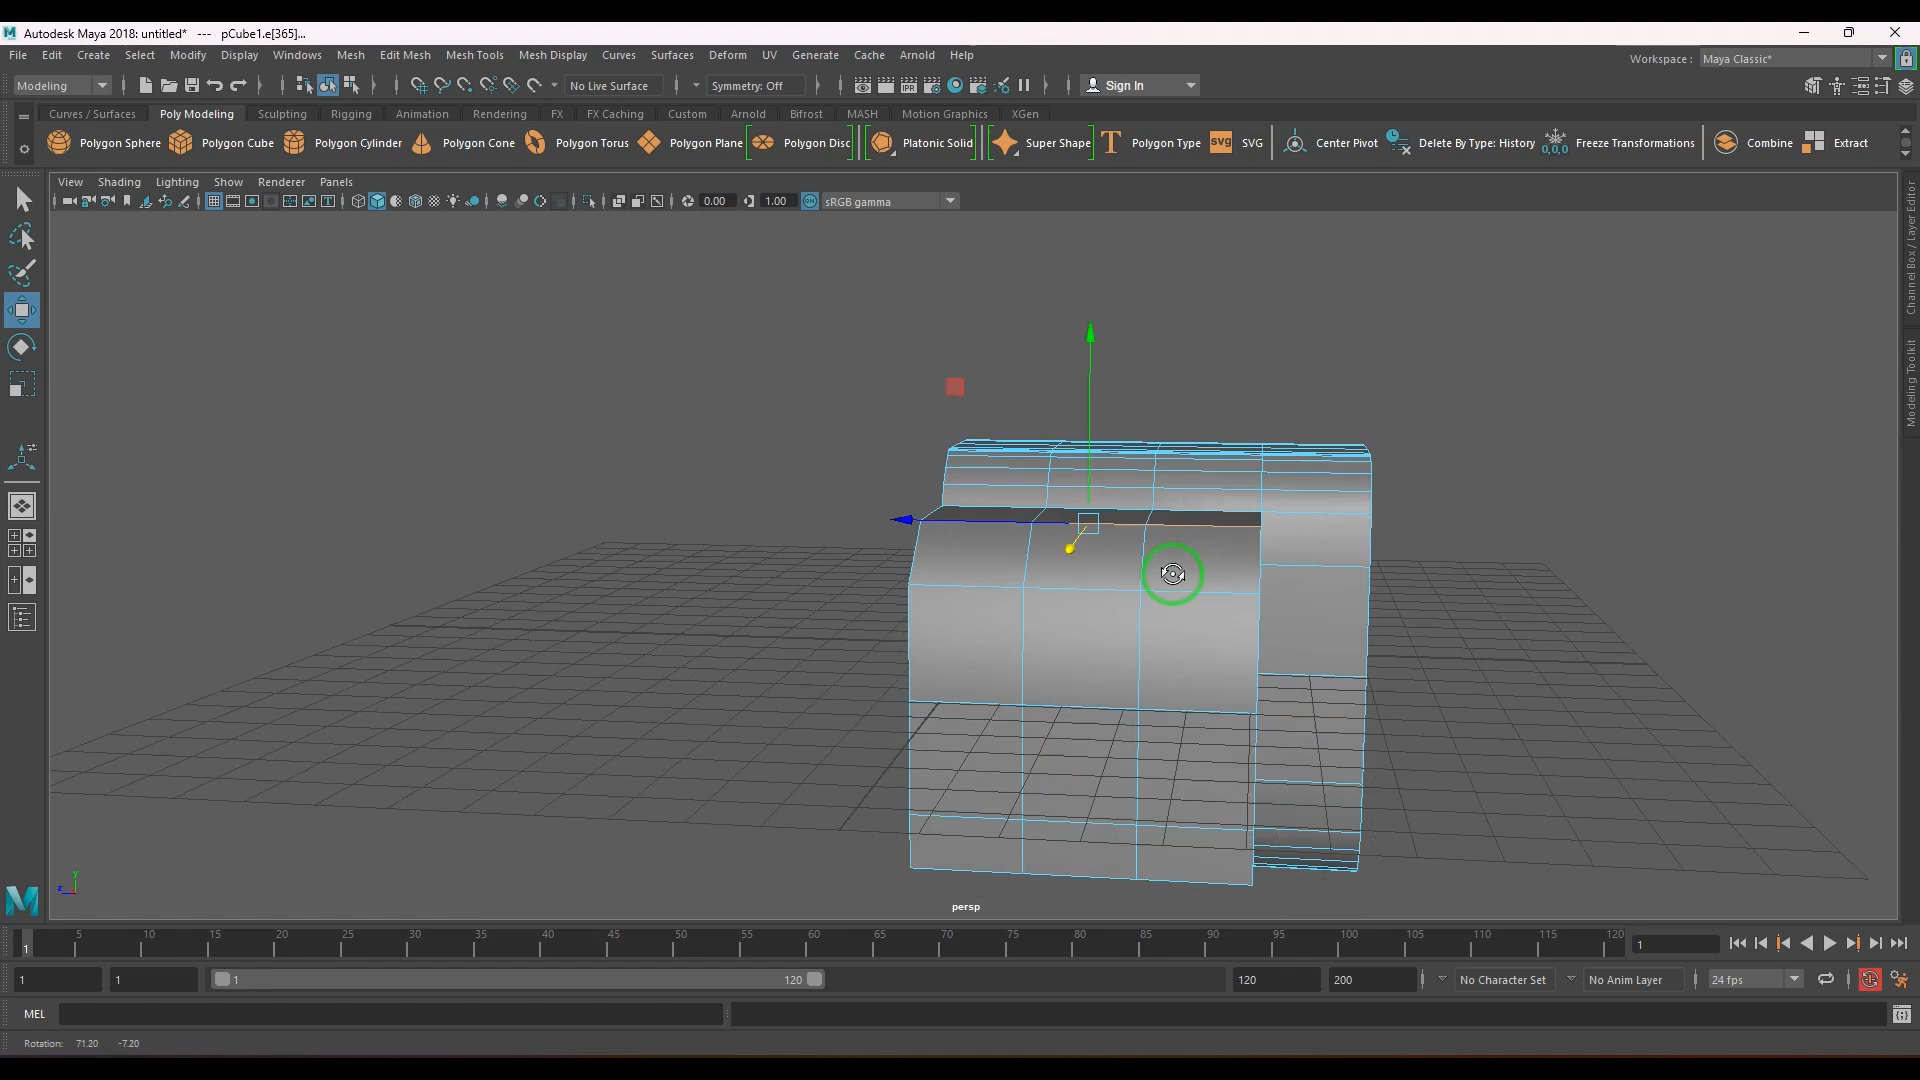 Autodesk Maya 2018: untitled* --- pCube1.e[365]...
File Edit Create Select Modify Display Windows Mesh Edit Mesh Mesh Tools Mesh Display Curves Surfaces Deform UV Generate Cache Arnold Help
Workspace : Maya Classic*
Modeling No Live Surface Symmetry: Off Sign In
Curves / Surfaces Poly Modeling Sculpting Rigging Animation Rendering FX FX Caching Custom Arnold Bifrost MASH Motion Graphics XGen
Polygon Sphere Polygon Cube Polygon Cylinder Polygon Cone Polygon Torus Polygon Plane Polygon Disc Platonic Solid Super Shape Polygon Type SVG SVG Center Pivot Delete By Type: History 0,0,0 Freeze Transformations Combine Extract
View Shading Lighting Show Renderer Panels
0.00 1.00 ON sRGB gamma
Channel Box / Layer Editor
Modeling Toolkit
IPR
y
z
persp
1 5 10 15 20 25 30 35 40 45 50 55 60 65 70 75 80 85 90 95 100 105 110 115 120 1
1 1 1 120 120 200 No Character Set No Anim Layer 24 fps
MEL
Rotation: 71.20 -7.20